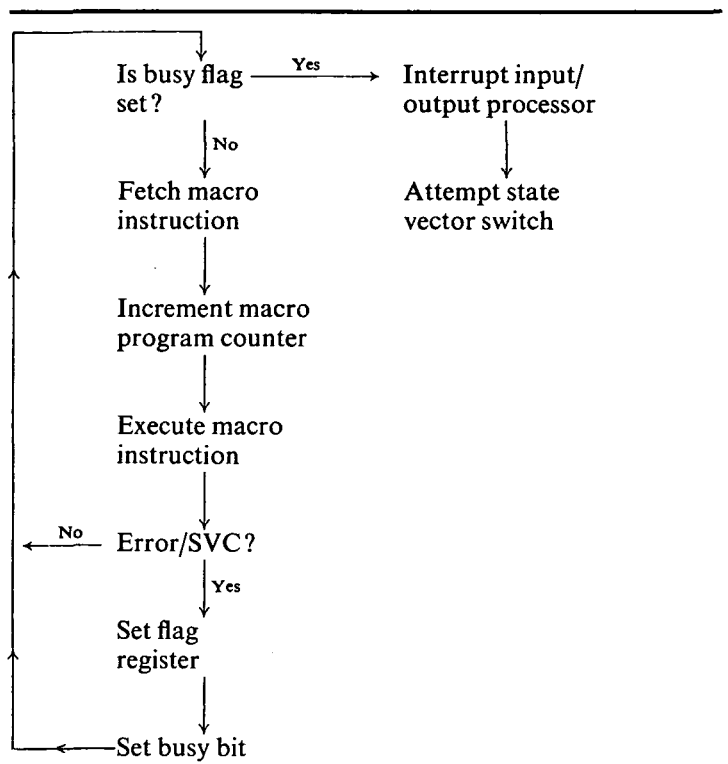 Is busy flag
set?
Yes
Interrupt input/
output processor
No
Attempt state
vector switch
Fetch macro
instruction
Increment macro
program counter
Execute macro
instruction
Error/SVC?
No
Yes
Set flag
register
Set busy bit